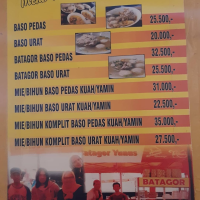 BASO PEDAS 25.500,-
BASO URAT 20.000,-
BATAGOR BASO PEDAS 32.500,-
BATAGOR BASO URAT 25.500,-
MIE/BIHUN BASO PEDAS KUAH/YAMIN 31.000,-
MIE/BIHUN BASO URAT KUAH/YAMIN 22.500,-
MIE/BIHUN KOMPLIT BASO PEDAS KUAH/YAMIN 35.000,-
MIE/BIHUN KOMPLIT BASO URAT KUAH/YAMIN 27.500,-
BATAGOR